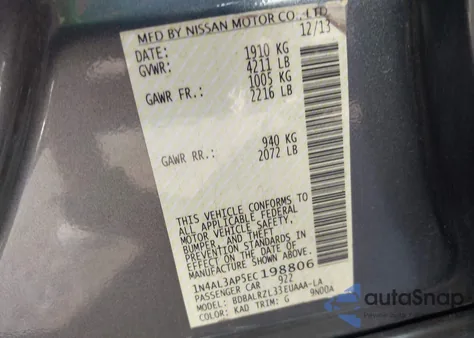 MFD BY NISSAN MOTOR CO., LTD.
DATE: 12/13
GVWR: 1910 KG
4211 LB
GAWR FR.: 1005 KG
2216 LB
GAWR RR.: 940 KG
2072 LB
THIS VEHICLE CONFORMS TO
ALL APPLICABLE FEDERAL
MOTOR VEHICLE SAFETY,
BUMPER, AND THEFT
PREVENTION STANDARDS IN
EFFECT ON THE DATE OF
MANUFACTURE SHOWN ABOVE.
1N4AL3AP5EC198806
PASSENGER CAR 922
MODEL: BDBALRZL33EUAAA-LA
COLOR: KAD TRIM: G 9N00A
autoSnap